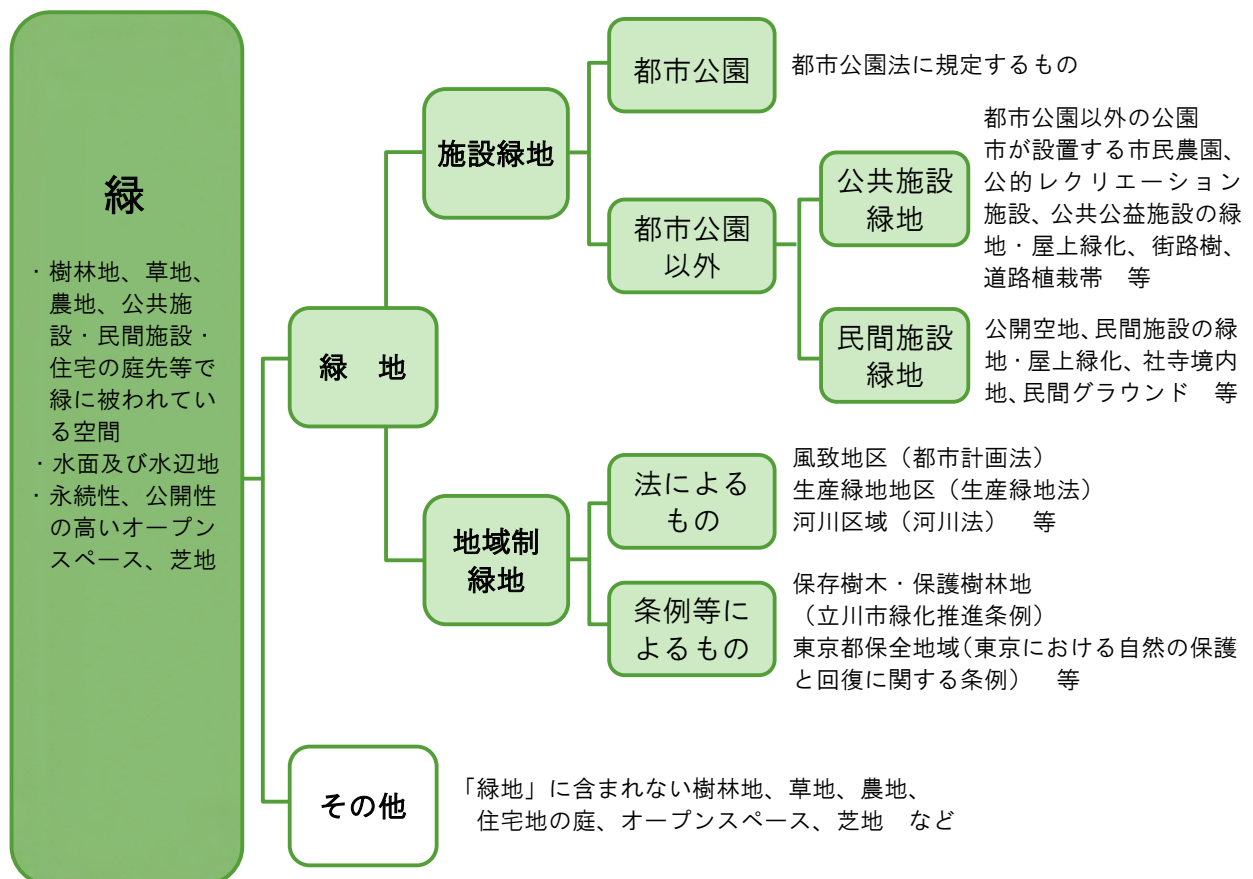 緑
・樹林地、草地、
農地、公共施
設・民間施設・
住宅の庭先等で
緑に被われてい
る空間
・水面及び水辺地
・永続性、公開性
の高いオープン
スペース、芝地
緑　地
施設緑地
都市公園
都市公園法に規定するもの
都市公園
以外
公共施設
緑地
都市公園以外の公園
市が設置する市民農園、
公的レクリエーション
施設、公共公益施設の緑
地・屋上緑化、街路樹、
道路植栽帯　等
民間施設
緑地
公開空地、民間施設の緑
地・屋上緑化、社寺境内
地、民間グラウンド　等
地域制
緑地
法による
もの
風致地区（都市計画法）
生産緑地地区（生産緑地法）
河川区域（河川法）　等
条例等に
よるもの
保存樹木・保護樹林地
（立川市緑化推進条例）
東京都保全地域（東京における自然の保護
と回復に関する条例）　等
その他
「緑地」に含まれない樹林地、草地、農地、
住宅地の庭、オープンスペース、芝地　など